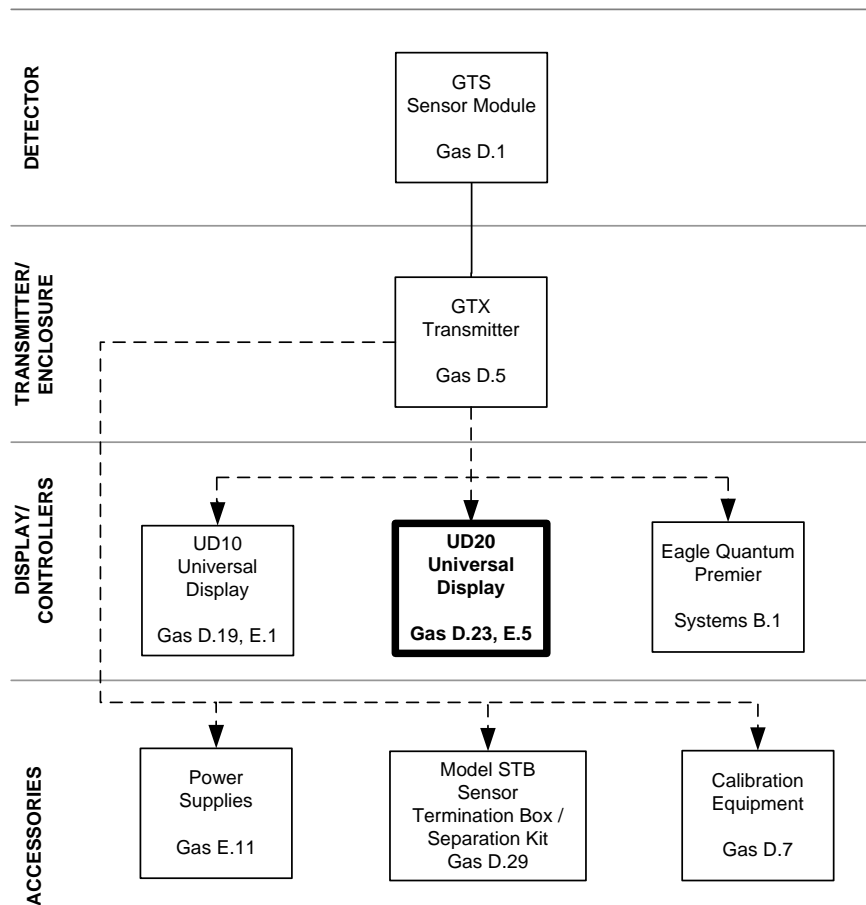 DETECTOR
GTS
Sensor Module
Gas D.1
TRANSMITTER/
ENCLOSURE
GTX
Transmitter
Gas D.5
DISPLAY/
CONTROLLERS
UD10
Universal
Display
Gas D.19, E.1
UD20
Universal
Display
Gas D.23, E.5
Eagle Quantum
Premier
Systems B.1
ACCESSORIES
Power
Supplies
Gas E.11
Model STB
Sensor
Termination Box /
Separation Kit
Gas D.29
Calibration
Equipment
Gas D.7